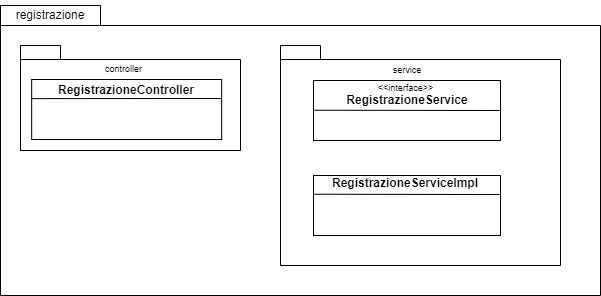 registrazione
controller
RegistrazioneController
service
<<interface>>
RegistrazioneService
RegistrazioneServiceImpl